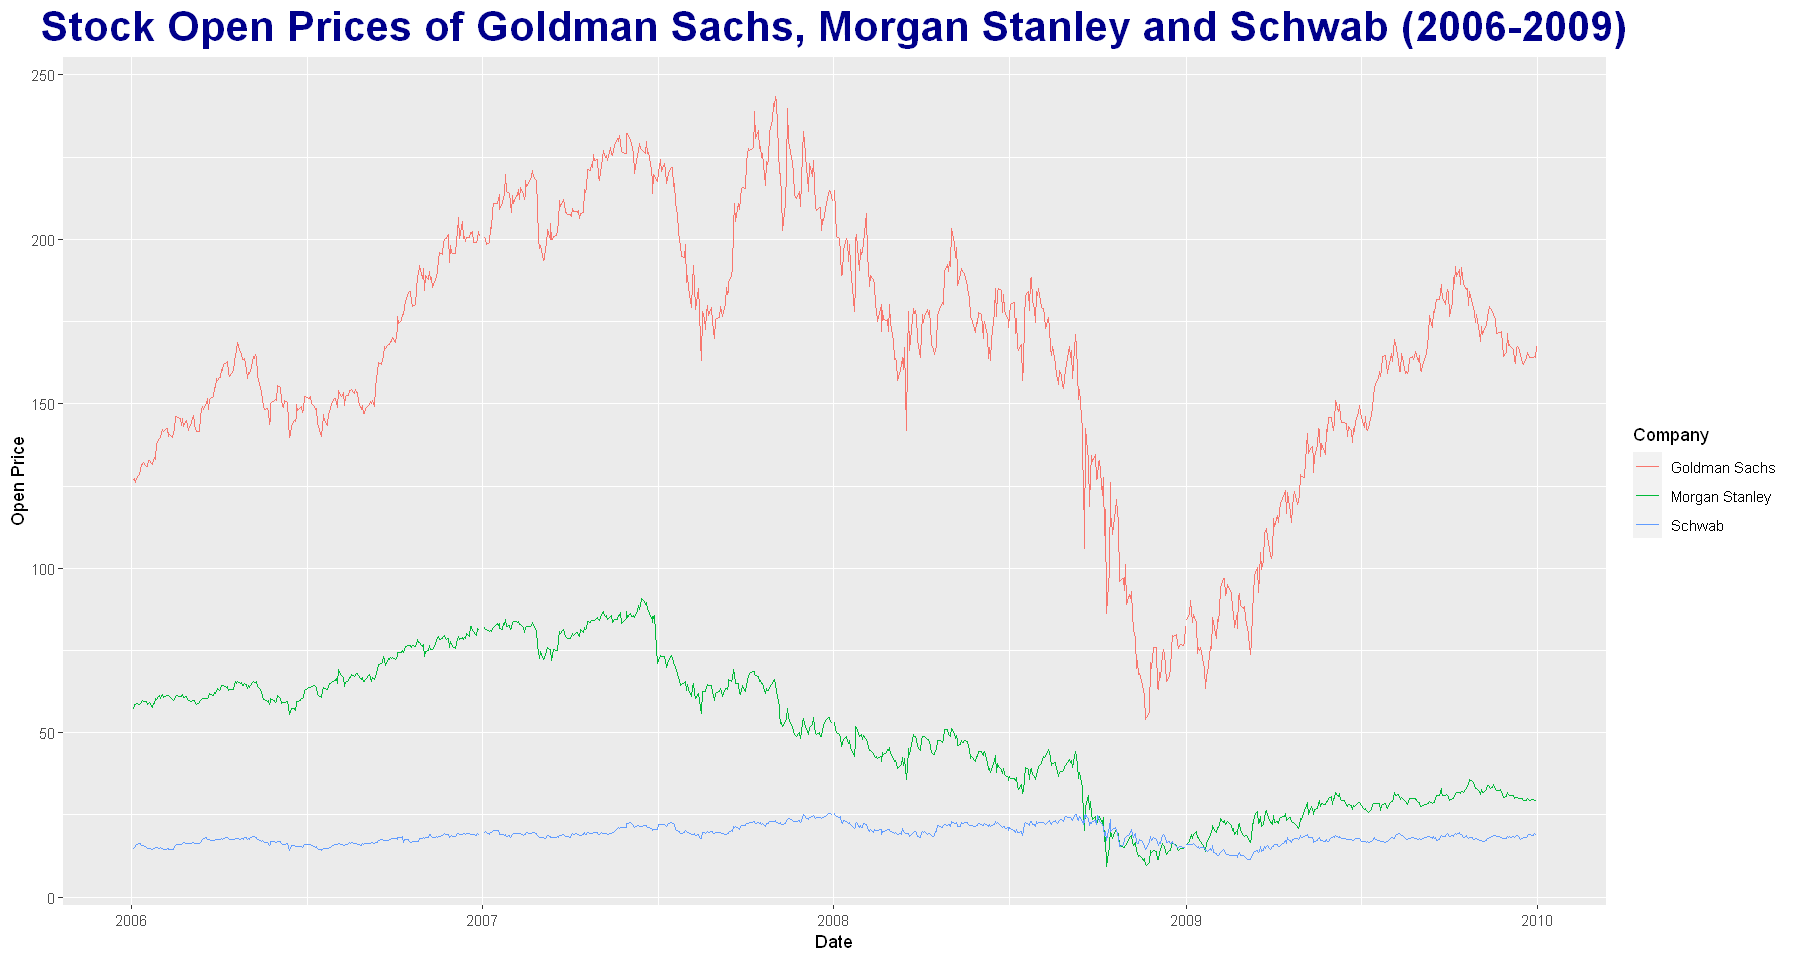 Stock Open Prices of Goldman Sachs, Morgan Stanley and Schwab (2006-2009)
250
200
150
100
50
0
Open Price
2006 2007 2008 2009 2010
Date
Company
Goldman Sachs
Morgan Stanley
Schwab